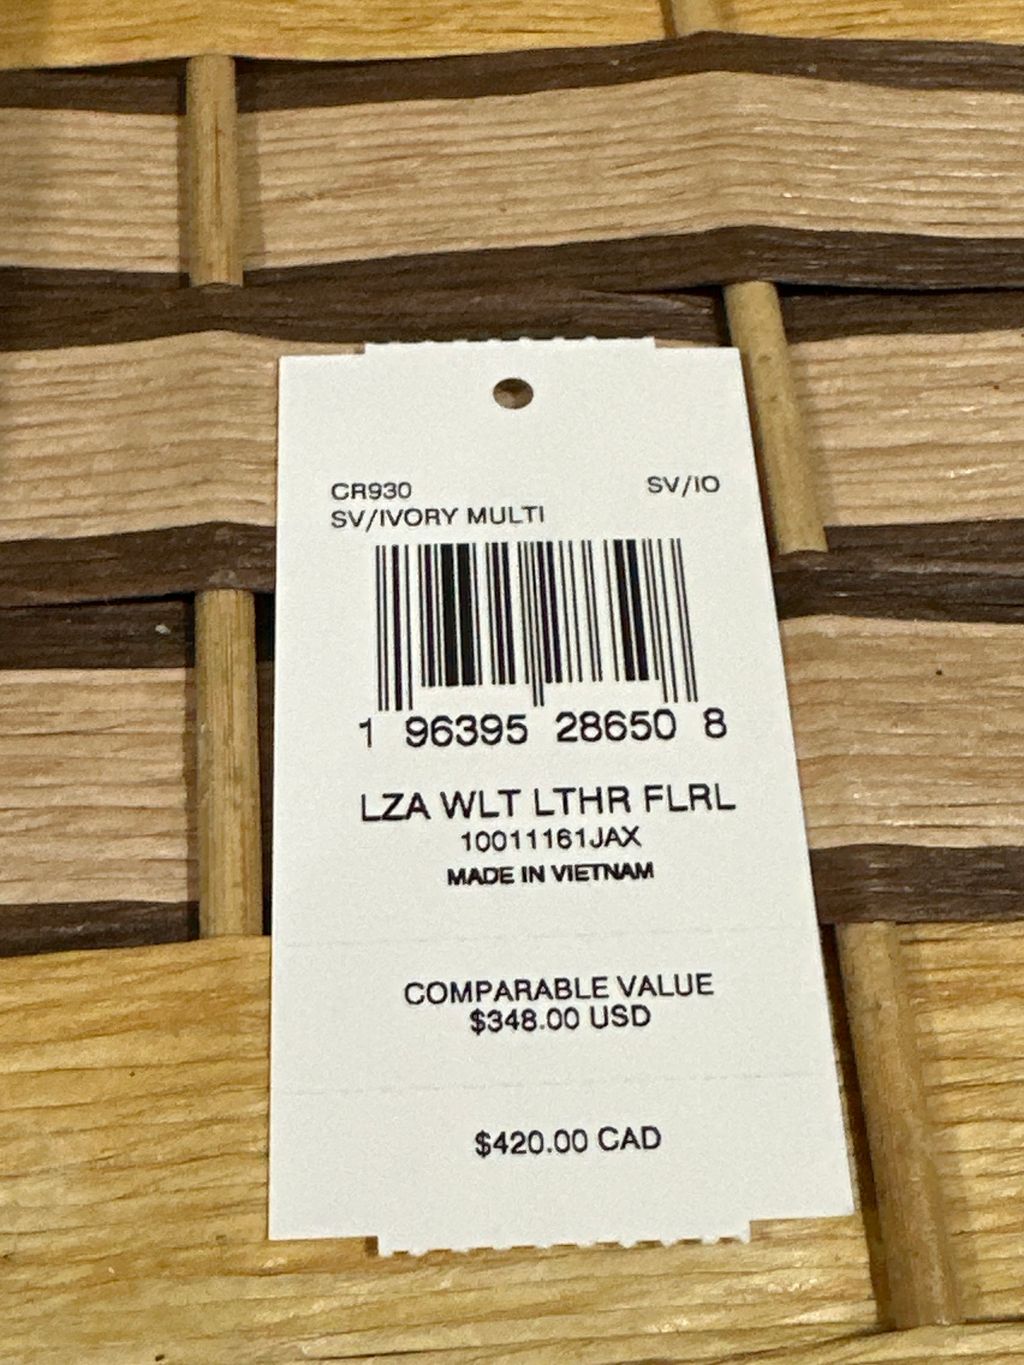 CR930 SV/IO
SV/IVORY MULTI
1 96395 28650 8
LZA WLT LTHR FLRL
10011161JAX
MADE IN VIETNAM
COMPARABLE VALUE
$348.00 USD
$420.00 CAD